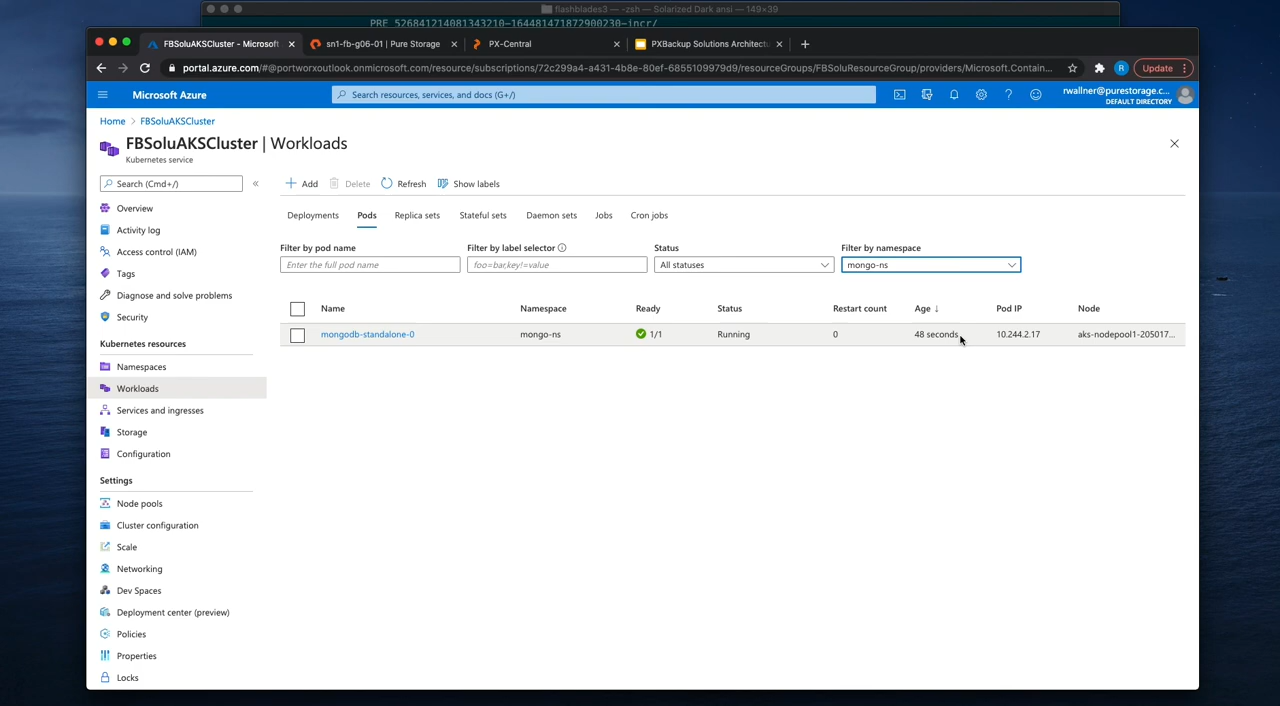 flashblades3 — -zsh — Solarized Dark ansi — 149×39
PRE 526841214081343210-164481471872900230-incr/
FBSoluAKSCluster - Microsoft
sn1-fb-g06-01 | Pure Storage
PX-Central
PXBackup Solutions Architectu
portal.azure.com/#@portworxoutlook.onmicrosoft.com/resource/subscriptions/72c299a4-a431-4b8e-80ef-6855109979d9/resourceGroups/FBSoluResourceGroup/providers/Microsoft.Contain...
R
Update
Microsoft Azure
Search resources, services, and docs (G+/)
rwallner@purestorage.c...
DEFAULT DIRECTORY
Home > FBSoluAKSCluster
FBSoluAKSCluster | Workloads
Kubernetes service
Search (Cmd+/)
«
Add
Delete
Refresh
Show labels
Overview
Activity log
Access control (IAM)
Tags
Diagnose and solve problems
Security
Kubernetes resources
Namespaces
Workloads
Services and ingresses
Storage
Configuration
Settings
Node pools
Cluster configuration
Scale
Networking
Dev Spaces
Deployment center (preview)
Policies
Properties
Locks
Deployments
Pods
Replica sets
Stateful sets
Daemon sets
Jobs
Cron jobs
Filter by pod name
Filter by label selector
Status
Filter by namespace
Enter the full pod name
foo=bar,key!=value
All statuses
mongo-ns
Name Namespace Ready Status Restart count Age ↓ Pod IP Node
mongodb-standalone-0 mongo-ns 1/1 Running 0 48 seconds 10.244.2.17 aks-nodepool1-205017...